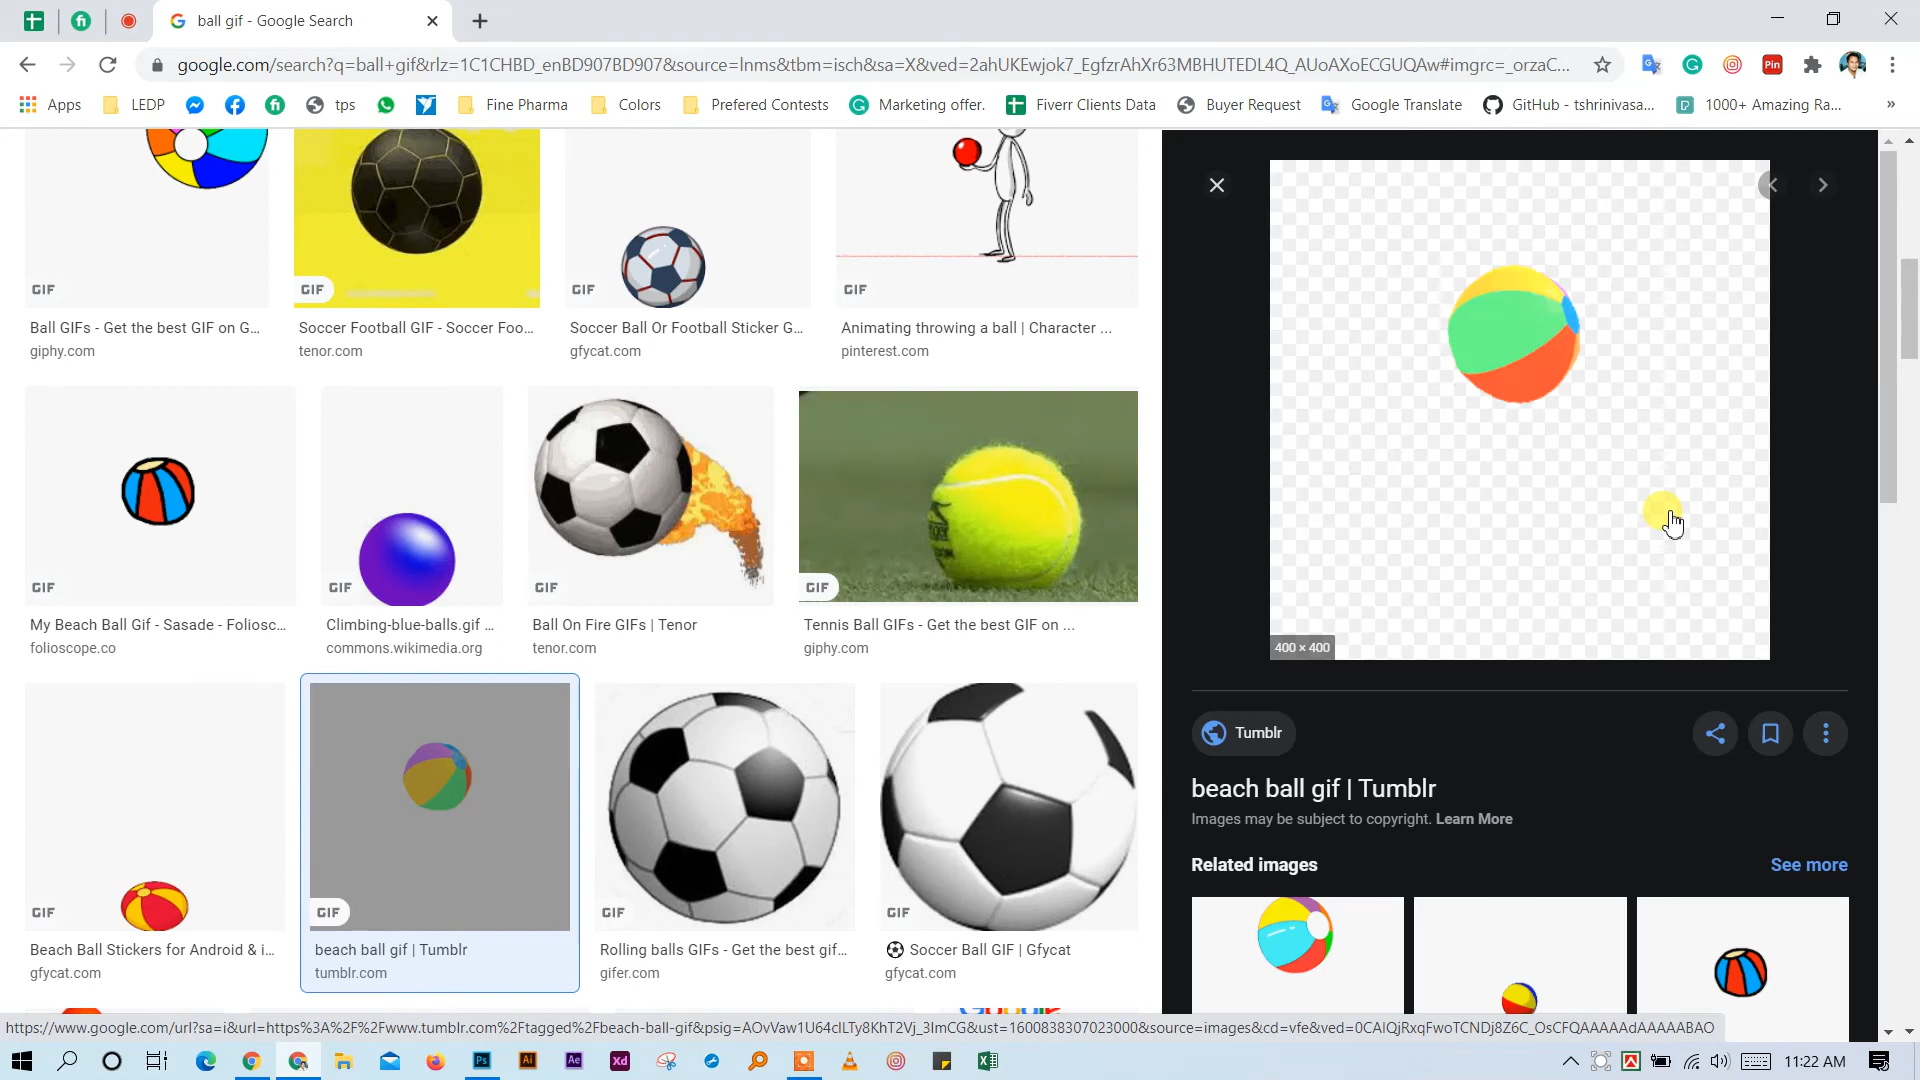 ball gif - Google Search
google.com/search?q=ball+gif&rlz=1C1CHBD_enBD907BD907&source=lnms&tbm=isch&sa=X&ved=2ahUKEwjok7_EgfzrAhXr63MBHUTEDL4Q_AUoAXoECGUQAw#imgrc=_orzaC...
Apps
LEDP
tps
Fine Pharma
Colors
Prefered Contests
Marketing offer.
Fiverr Clients Data
Buyer Request
Google Translate
GitHub - tshrinivasa...
1000+ Amazing Ra...
»
GIF
GIF
GIF
GIF
Ball GIFs - Get the best GIF on G...
giphy.com
Soccer Football GIF - Soccer Foo...
tenor.com
Soccer Ball Or Football Sticker G...
gfycat.com
Animating throwing a ball | Character ...
pinterest.com
GIF
GIF
GIF
GIF
My Beach Ball Gif - Sasade - Foliosc...
folioscope.co
Climbing-blue-balls.gif ...
commons.wikimedia.org
Ball On Fire GIFs | Tenor
tenor.com
Tennis Ball GIFs - Get the best GIF on ...
giphy.com
GIF
GIF
GIF
GIF
Beach Ball Stickers for Android & i...
gfycat.com
beach ball gif | Tumblr
tumblr.com
Rolling balls GIFs - Get the best gif...
gifer.com
⚽ Soccer Ball GIF | Gfycat
gfycat.com
400 × 400
Tumblr
beach ball gif | Tumblr
Images may be subject to copyright. Learn More
Related images
See more
https://www.google.com/url?sa=i&url=https%3A%2F%2Fwww.tumblr.com%2Ftagged%2Fbeach-ball-gif&psig=AOvVaw1U64clLTy8KhT2Vj_3ImCG&ust=1600838307023000&source=images&cd=vfe&ved=0CAIQjRxqFwoTCNDj8Z6C_OsCFQAAAAAdAAAAABAO
Pin
Ps
Ai
Ae
Xd
11:22 AM